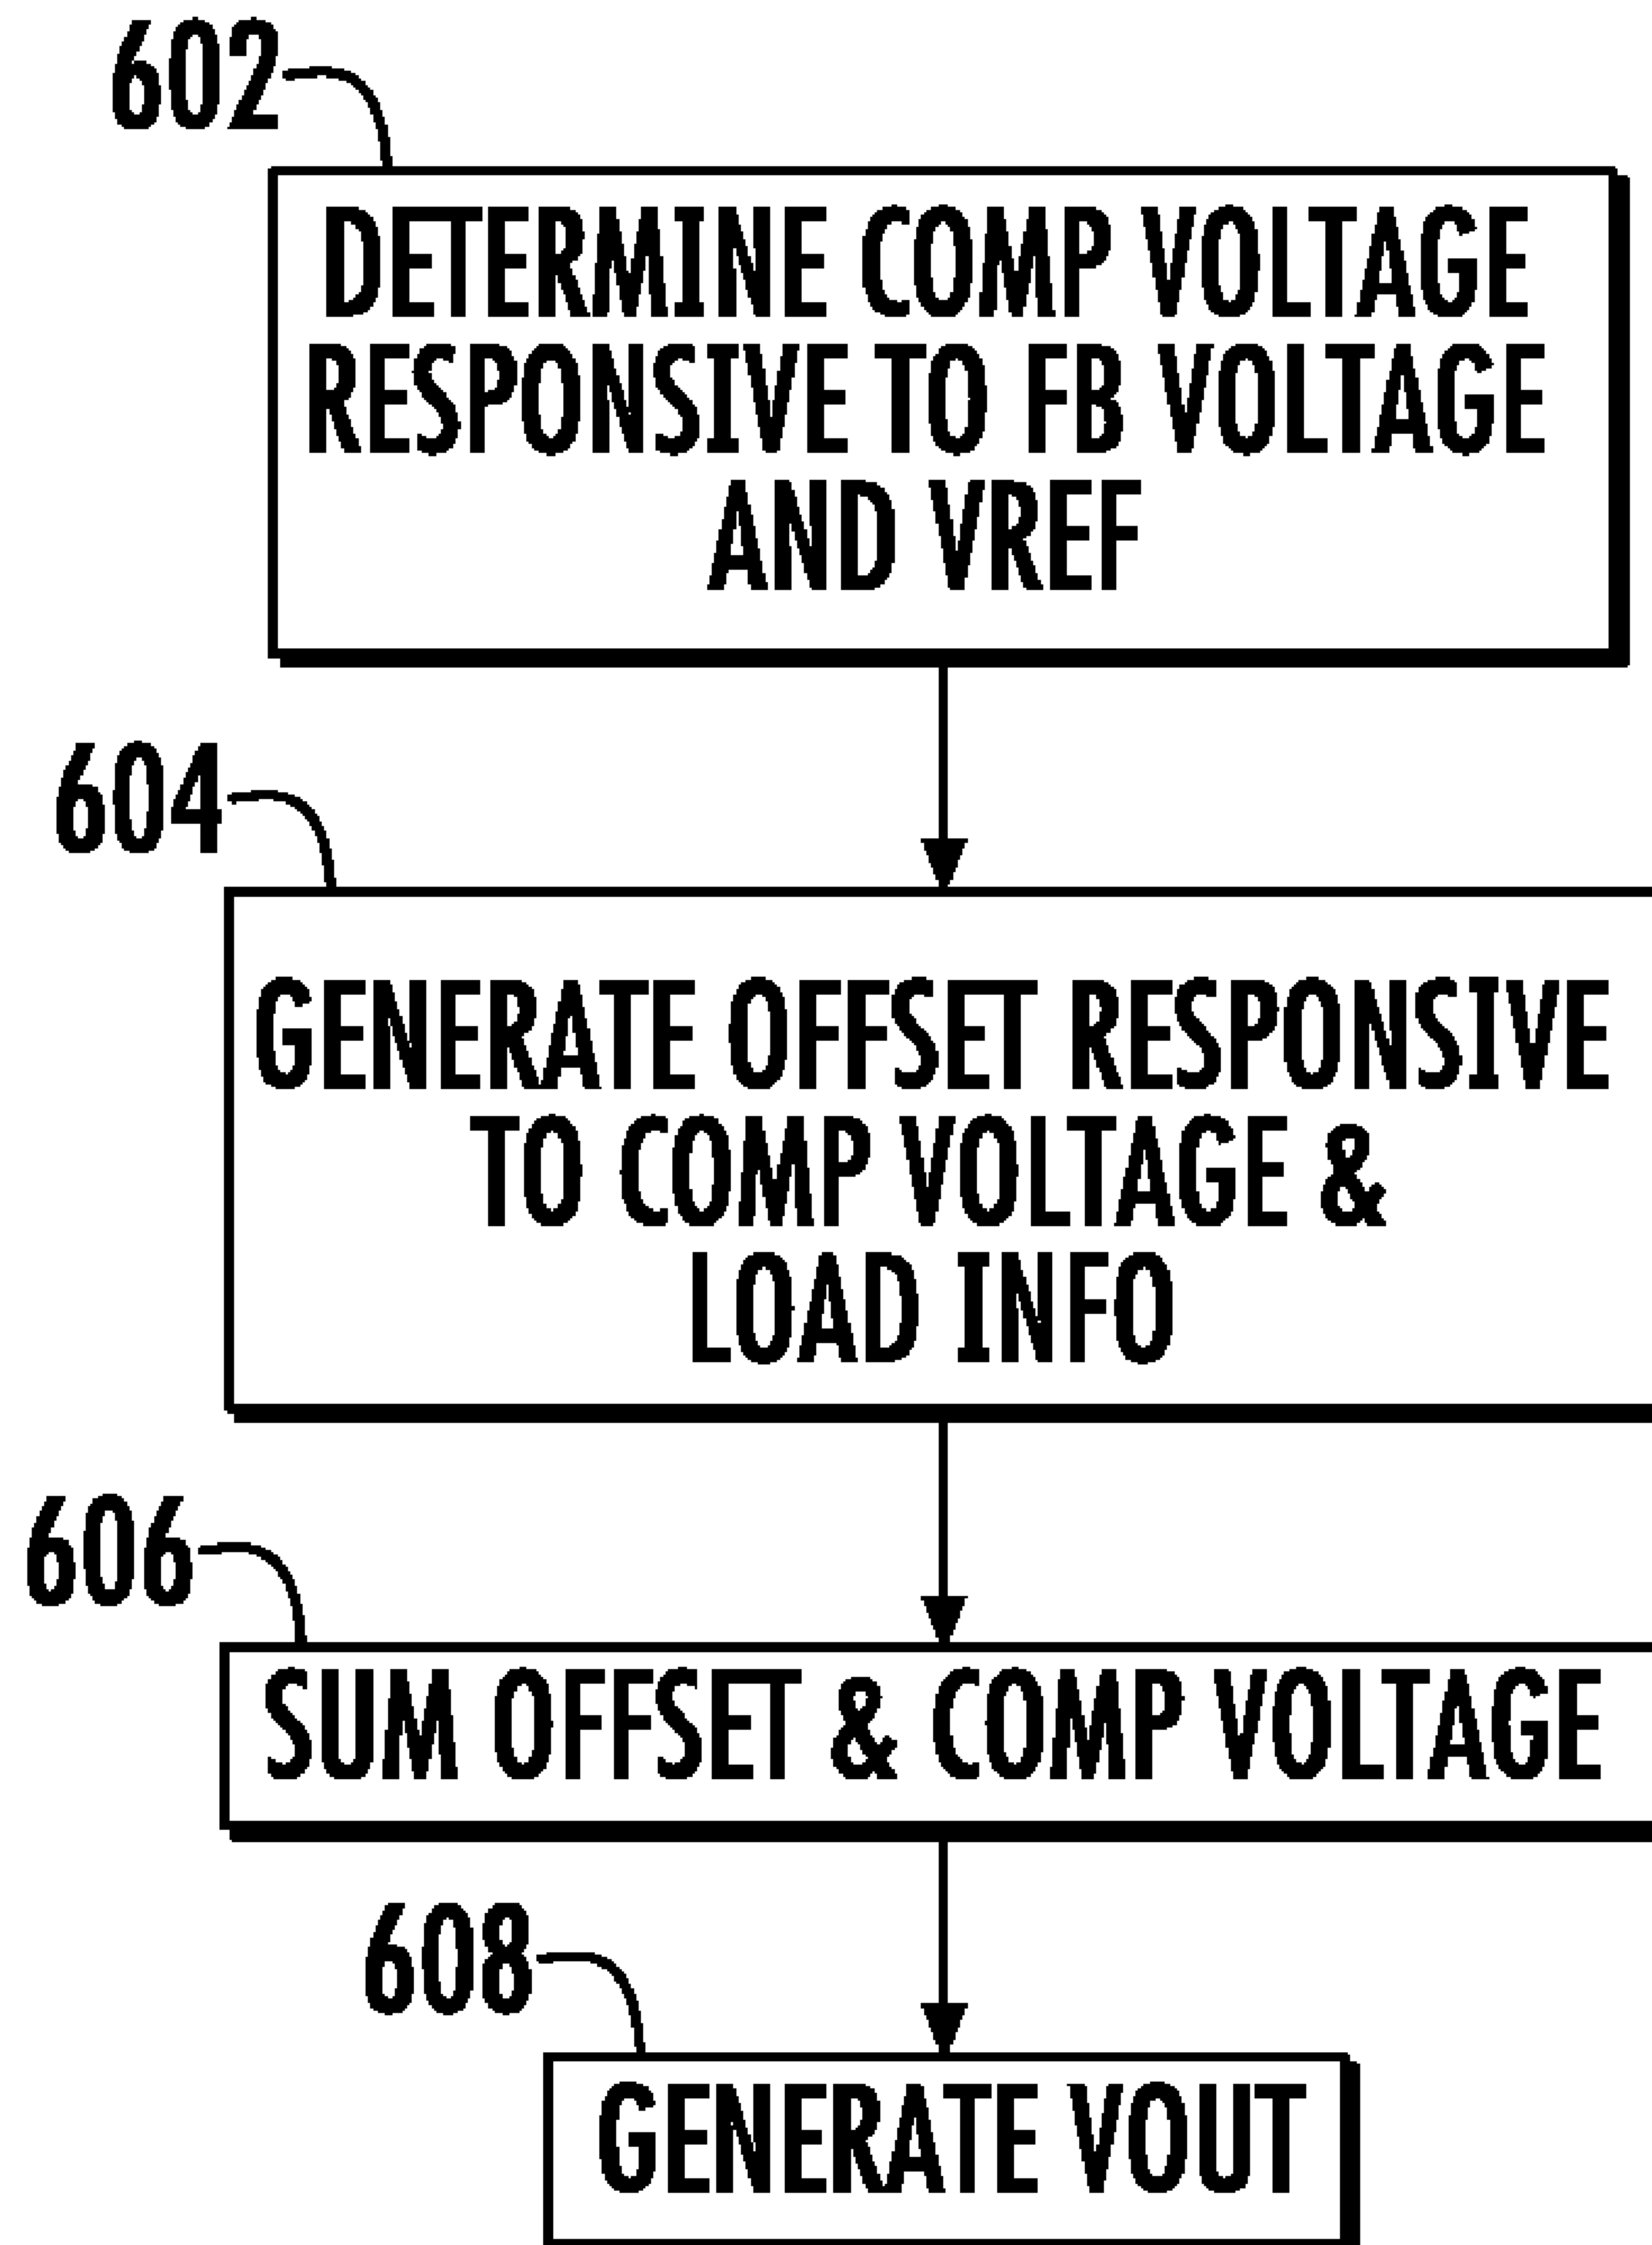 602
DETERMINE COMP VOLTAGE
RESPONSIVE TO FB VOLTAGE
AND VREF
604
GENERATE OFFSET RESPONSIVE
TO COMP VOLTAGE &
LOAD INFO
606
SUM OFFSET & COMP VOLTAGE
608
GENERATE VOUT